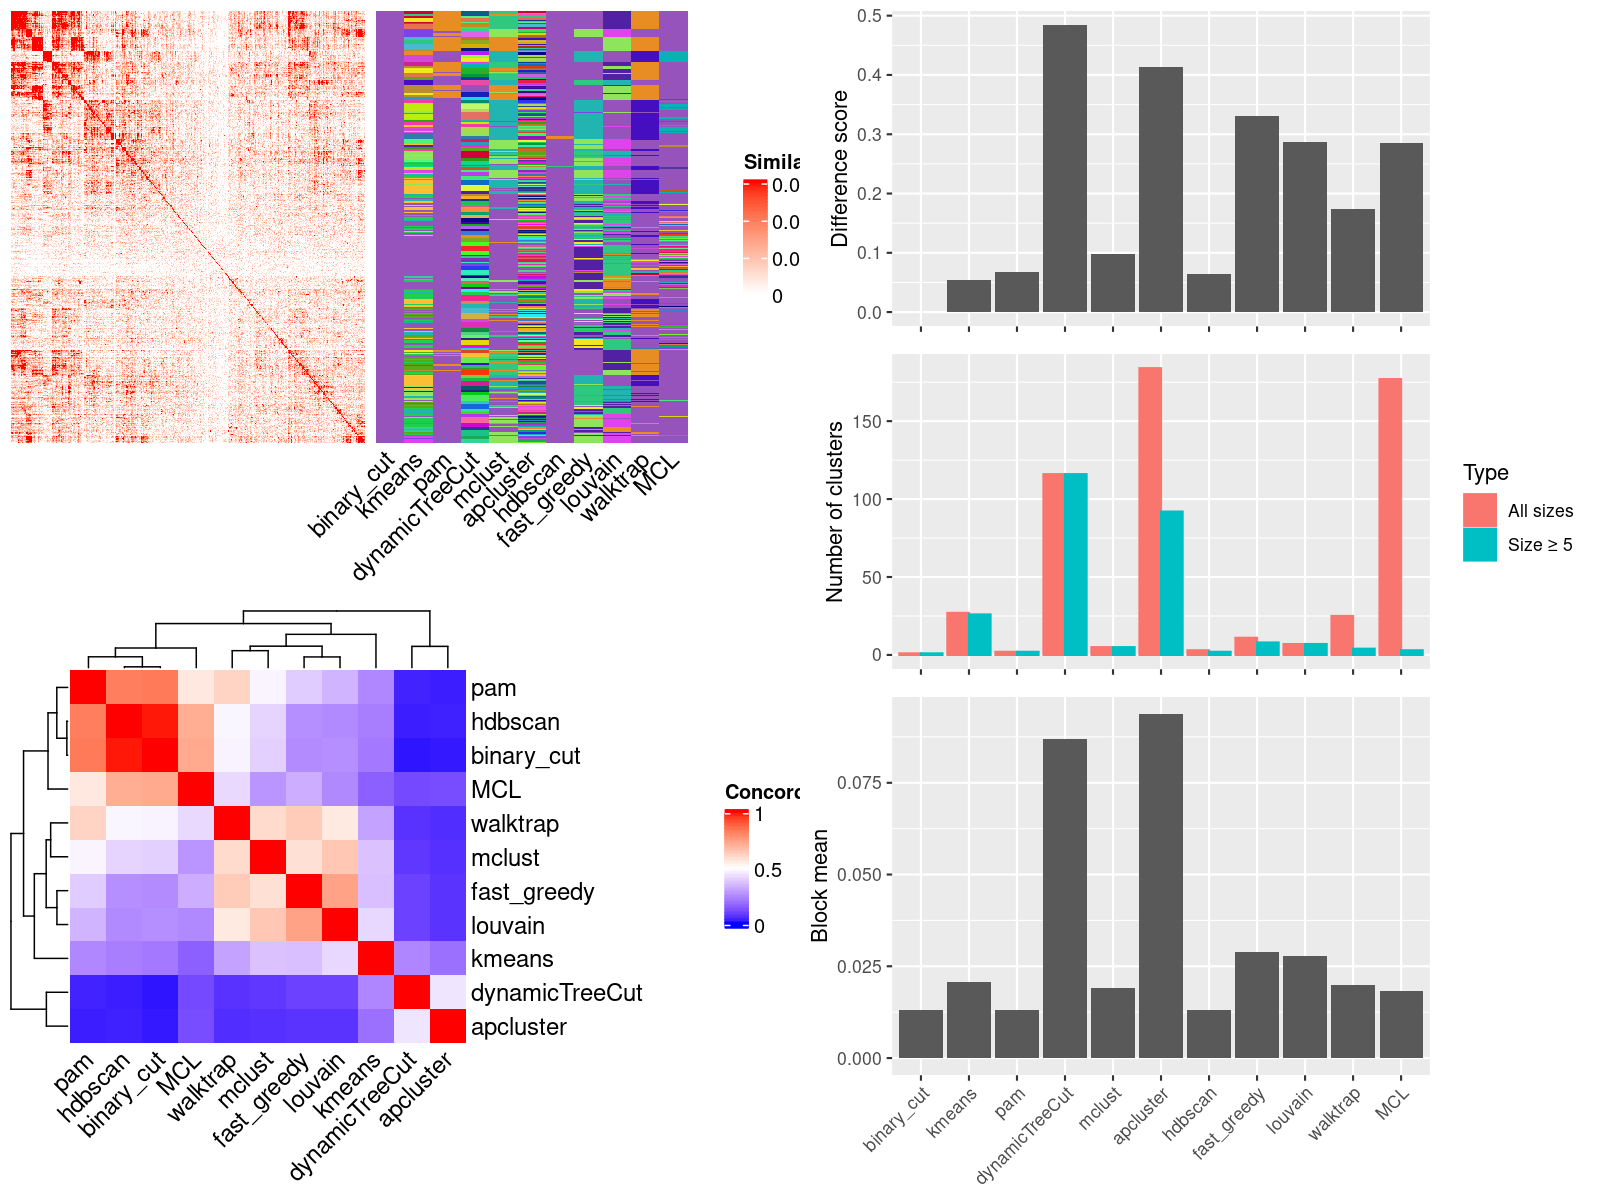 Simila
0.0
0.0
0.0
0
binary_cut
kmeans
pam
dynamicTreeCut
mclust
apcluster
hdbscan
fast_greedy
louvain
walktrap
MCL
pam
hdbscan
binary_cut
MCL
walktrap
mclust
fast_greedy
louvain
kmeans
dynamicTreeCut
apcluster
pam
hdbscan
binary_cut
MCL
walktrap
mclust
fast_greedy
louvain
kmeans
dynamicTreeCut
apcluster
Concord
1
0.5
0
Difference score
0.5
0.4
0.3
0.2
0.1
0.0
Number of clusters
150
100
50
0
Type
All sizes
Size ≥ 5
Block mean
0.075
0.050
0.025
0.000
binary_cut
kmeans
pam
dynamicTreeCut
mclust
apcluster
hdbscan
fast_greedy
louvain
walktrap
MCL